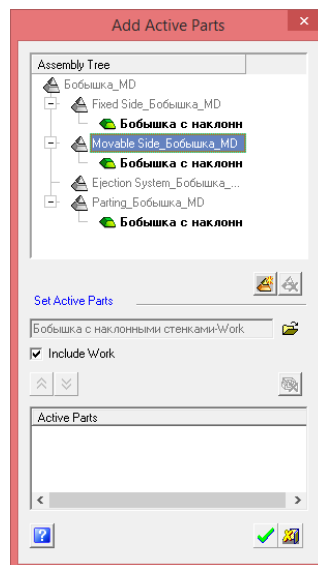 Add Active Parts
Assembly Tree
Бобышка_MD
Fixed Side_Бобышка_MD
Бобышка с наклонн
Movable Side_Бобышка_MD
Бобышка с наклонн
Ejection System_Бобышка_...
Parting_Бобышка_MD
Бобышка с наклонн
Set Active Parts
Бобышка с наклонными стенками-Work
Include Work
Active Parts